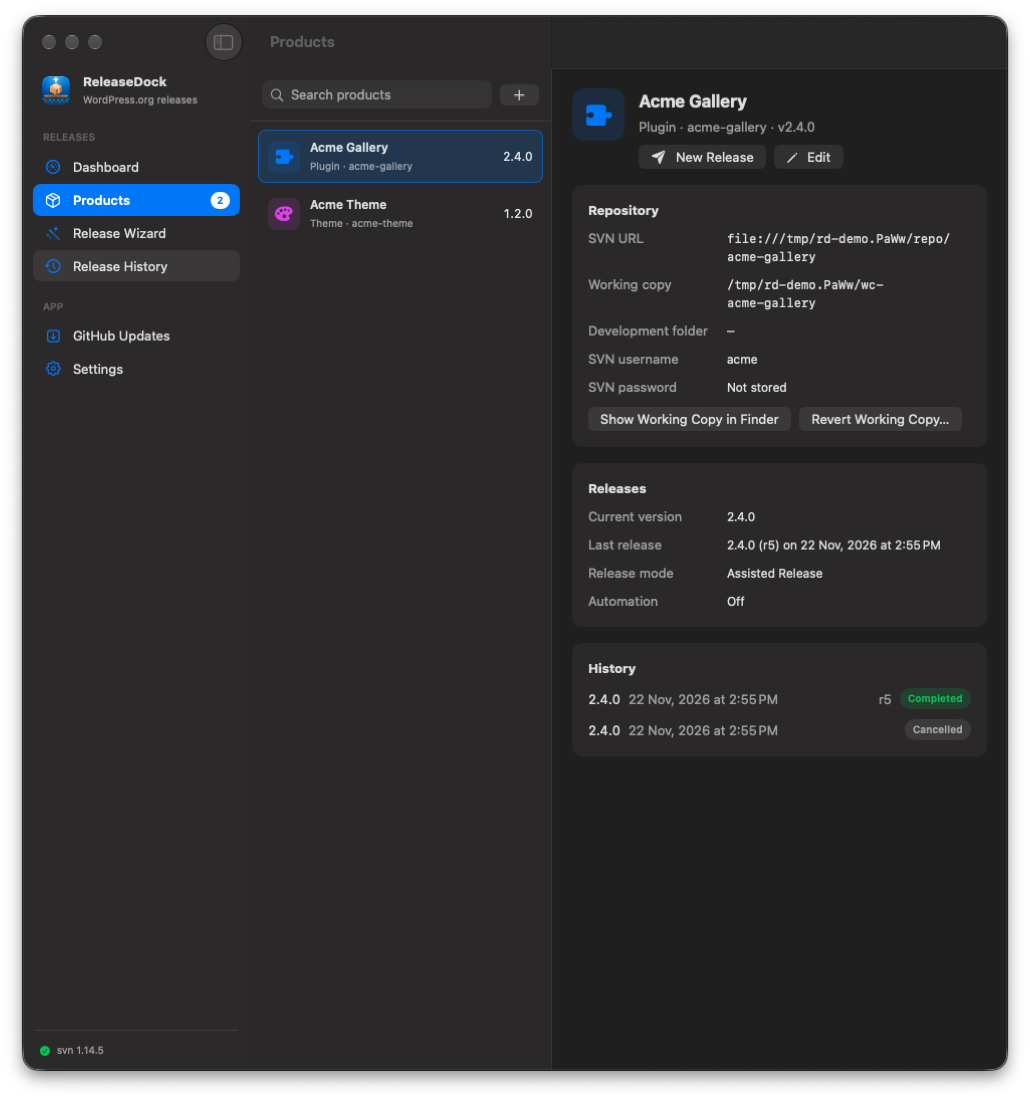 ReleaseDock
WordPress.org releases
RELEASES
Dashboard
Products 2
Release Wizard
Release History
APP
GitHub Updates
Settings
svn 1.14.5
Products
Search products
Acme Gallery
Plugin · acme-gallery
2.4.0
Acme Theme
Theme · acme-theme
1.2.0
Acme Gallery
Plugin · acme-gallery · v2.4.0
New Release Edit
Repository
SVN URL file:///tmp/rd-demo.PaWw/repo/
acme-gallery
Working copy /tmp/rd-demo.PaWw/wc-
acme-gallery
Development folder —
SVN username acme
SVN password Not stored
Show Working Copy in Finder Revert Working Copy...
Releases
Current version 2.4.0
Last release 2.4.0 (r5) on 22 Nov, 2026 at 2:55 PM
Release mode Assisted Release
Automation Off
History
2.4.0 22 Nov, 2026 at 2:55 PM r5 Completed
2.4.0 22 Nov, 2026 at 2:55 PM Cancelled